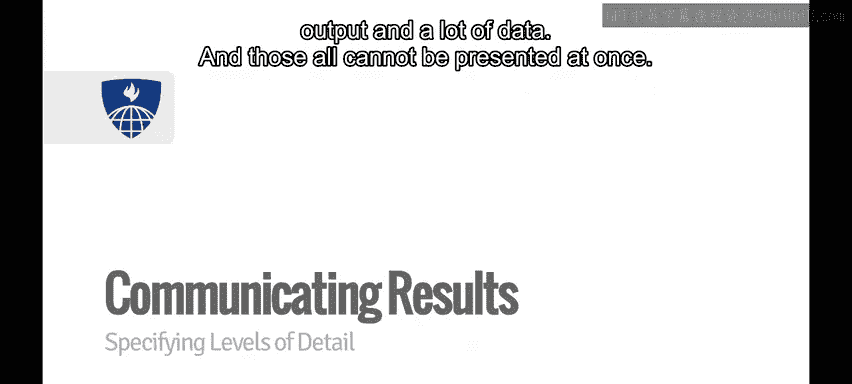 output and a lot of data.
And those all cannot be presented at once.
Communicating Results
Specifying Levels of Detail